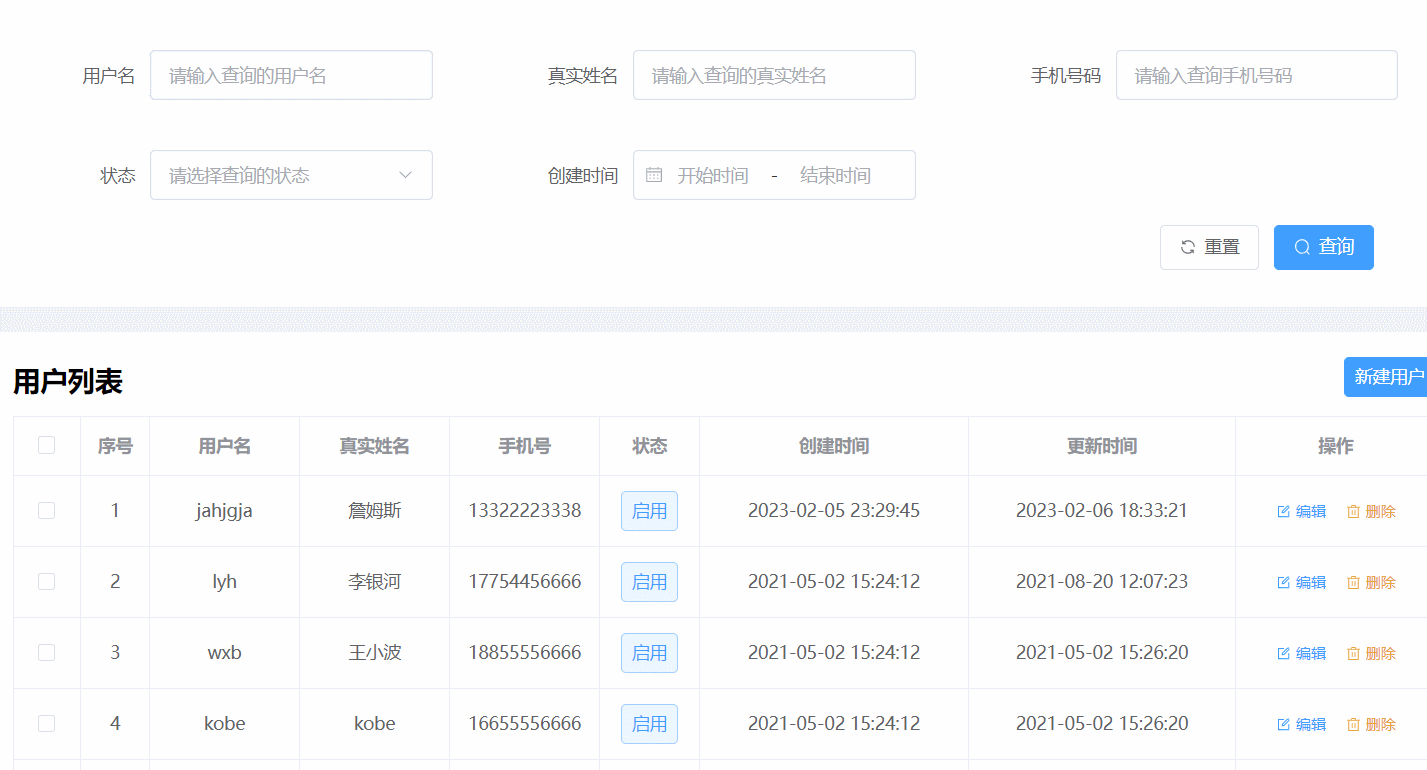 用户名 请输入查询的用户名 真实姓名 请输入查询的真实姓名 手机号码 请输入查询手机号码
状态 请选择查询的状态 创建时间 开始时间 - 结束时间
重置 查询
用户列表 新建用户
序号 用户名 真实姓名 手机号 状态 创建时间 更新时间 操作
1 jahjgja 詹姆斯 13322223338 启用 2023-02-05 23:29:45 2023-02-06 18:33:21 编辑 删除
2 lyh 李银河 17754456666 启用 2021-05-02 15:24:12 2021-08-20 12:07:23 编辑 删除
3 wxb 王小波 18855556666 启用 2021-05-02 15:24:12 2021-05-02 15:26:20 编辑 删除
4 kobe kobe 16655556666 启用 2021-05-02 15:24:12 2021-05-02 15:26:20 编辑 删除